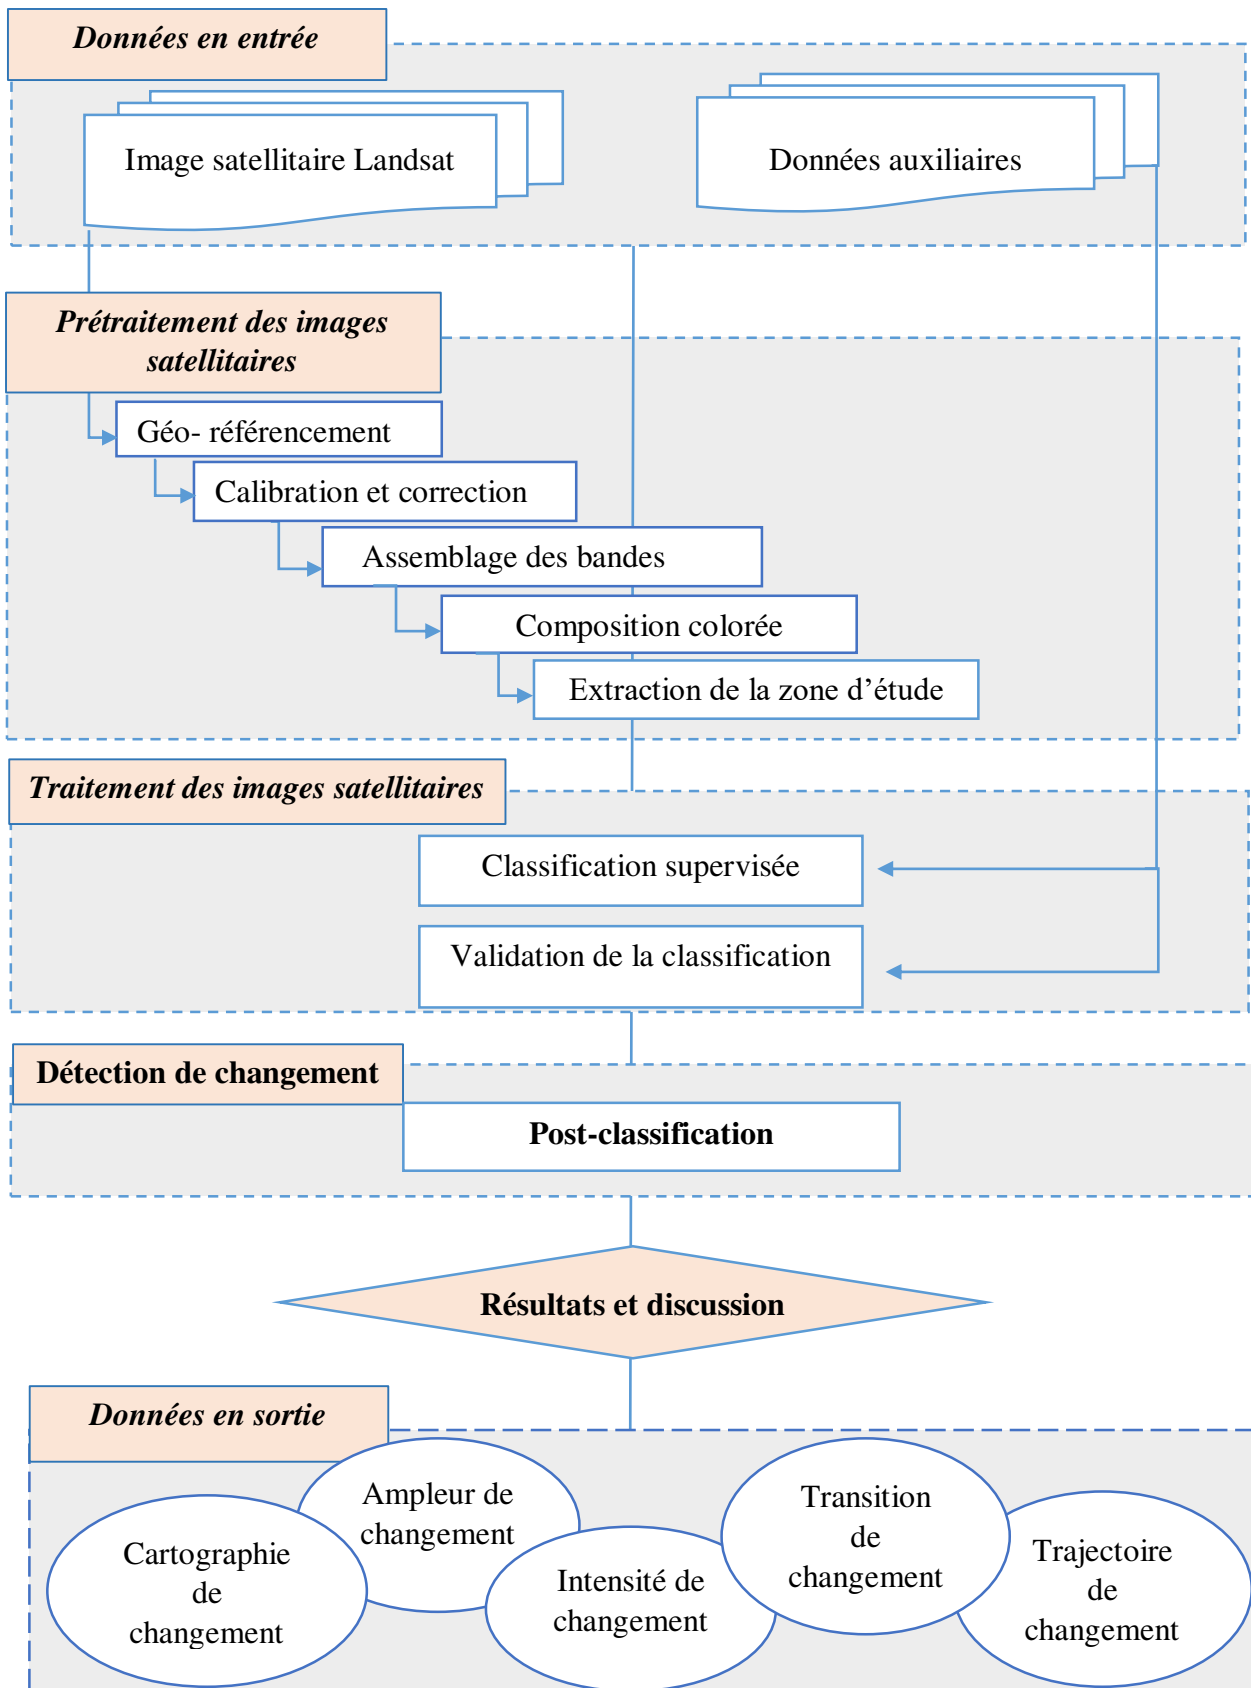 Données en entrée
Image satellitaire Landsat
Données auxiliaires
Prétraitement des images
satellitaires
Géo- référencement
Calibration et correction
Assemblage des bandes
Composition colorée
Extraction de la zone d’étude
Traitement des images satellitaires
Classification supervisée
Validation de la classification
Détection de changement
Post-classification
Résultats et discussion
Données en sortie
Cartographie
de
changement
Ampleur de
changement
Intensité de
changement
Transition
de
changement
Trajectoire
de
changement